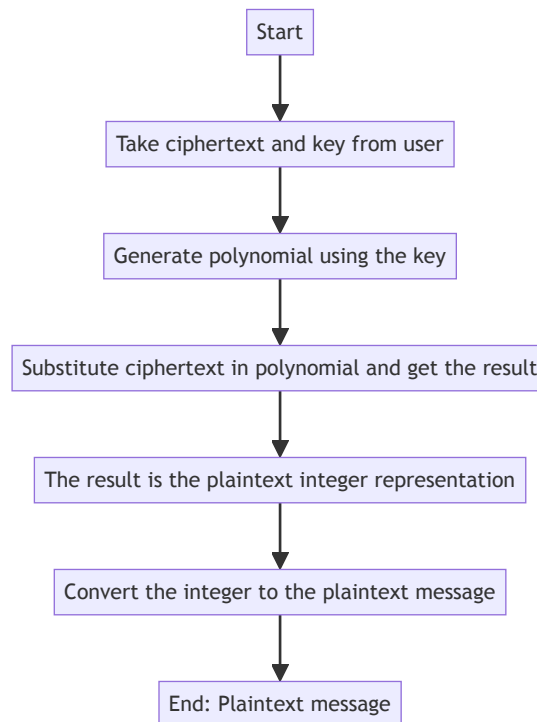 Start
Take ciphertext and key from user
Generate polynomial using the key
Substitute ciphertext in polynomial and get the result
The result is the plaintext integer representation
Convert the integer to the plaintext message
End: Plaintext message